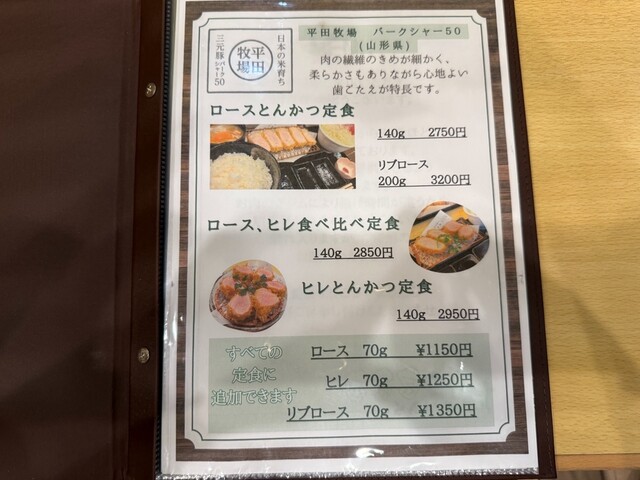 日本の米育ち
平田
牧場
三元豚
パークシャー50
平田牧場 パークシャー50
(山形県)
肉の繊維のきめが細かく、
柔らかさもありながら心地よい
歯ごたえが特長です。
ロースとんかつ定食
140g 2750円
リブロース
200g 3200円
ロース、ヒレ食べ比べ定食
140g 2850円
ヒレとんかつ定食
140g 2950円
すべての
定食に
追加できます
ロース 70g ¥1150円
ヒレ 70g ¥1250円
リブロース 70g ¥1350円